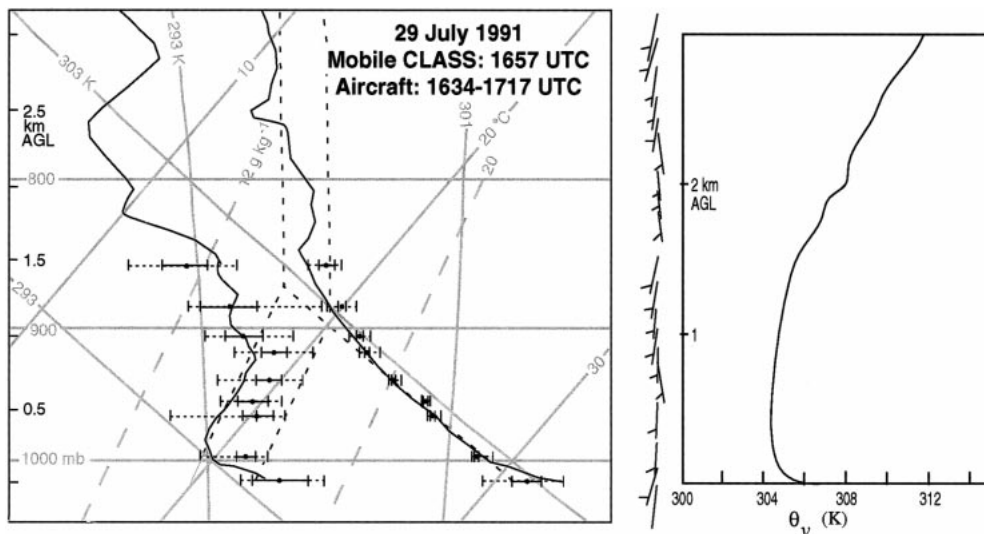 29 July 1991
Mobile CLASS: 1657 UTC
Aircraft: 1634-1717 UTC
293 K
303 K
10
2.5
km
AGL
12 g kg⁻¹
301
20 °C
20
800
1.5
293
900
30
0.5
1000 mb
2 km
AGL
1
300
304
308
312
θᵥ (K)